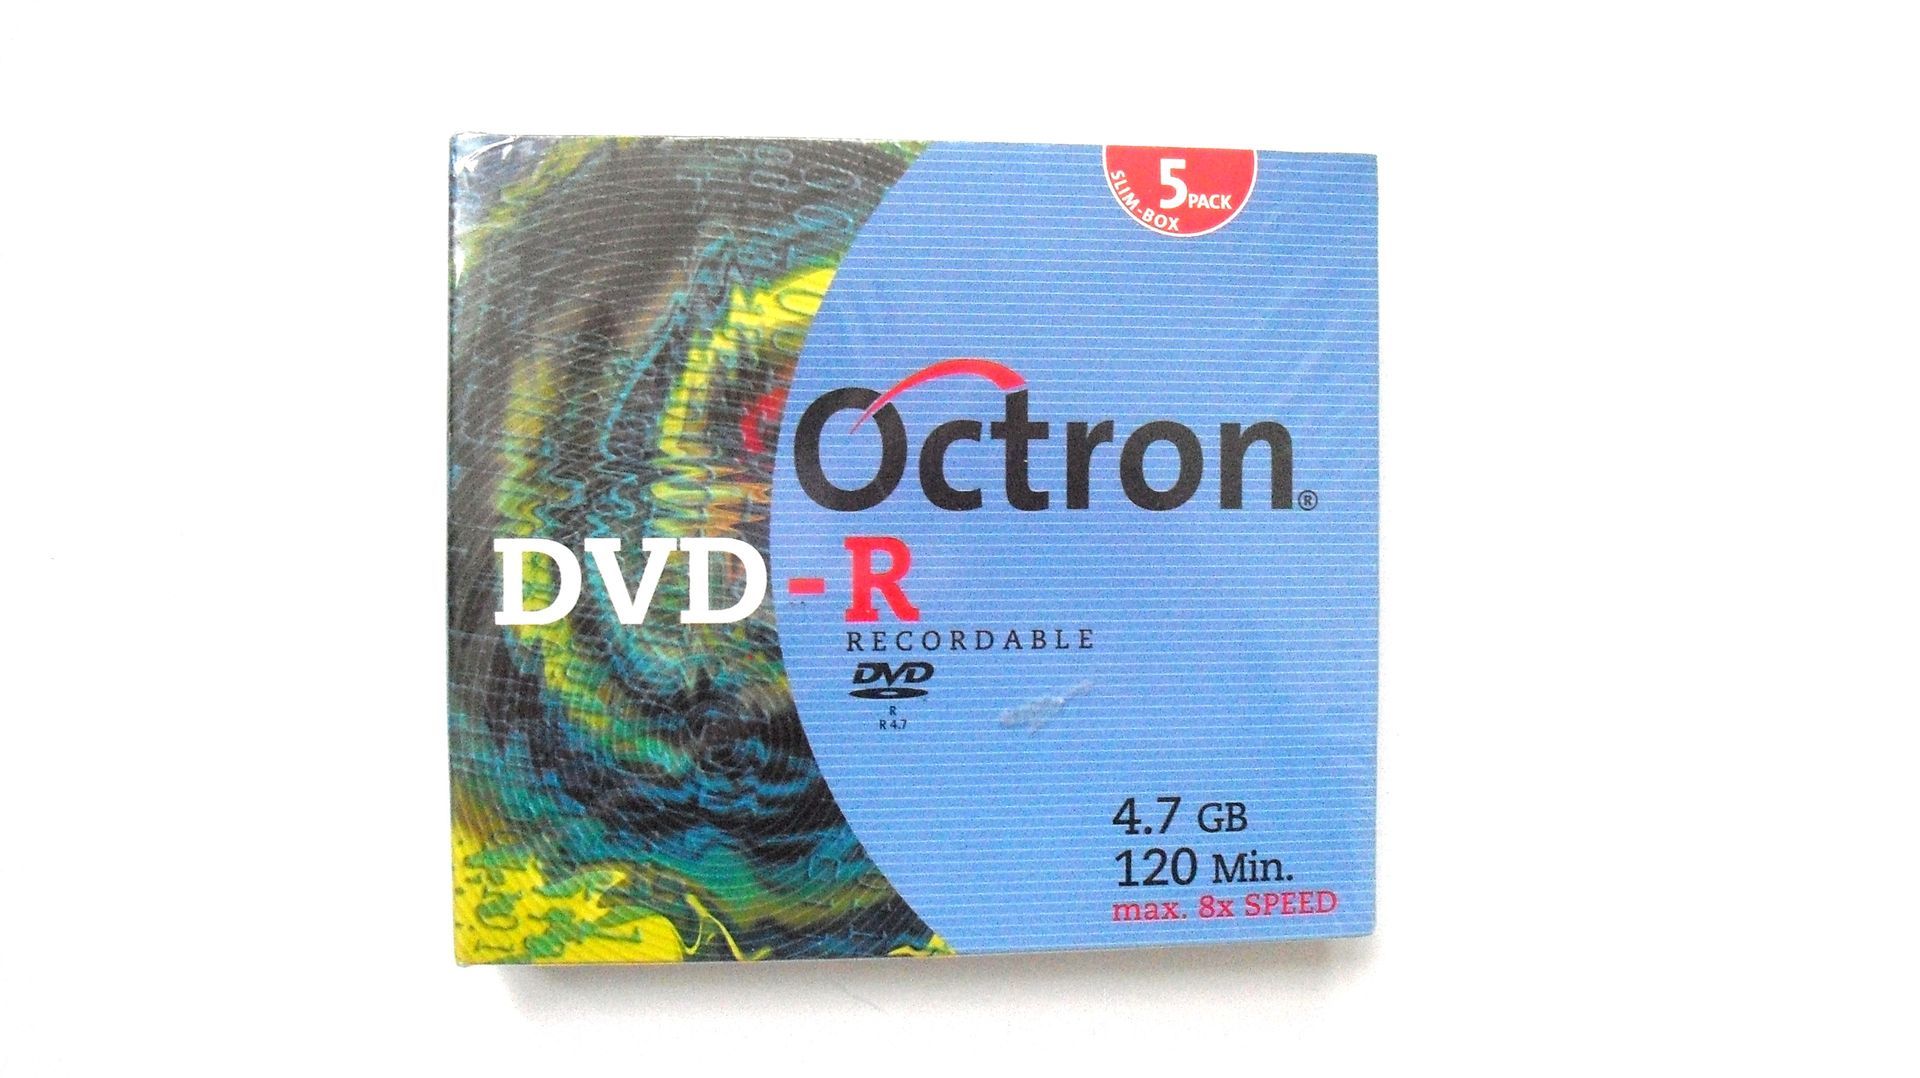 5 PACK
SLIM-BOX
Octron®
DVD-R
RECORDABLE
DVD
R
R 4.7
4.7 GB
120 Min.
max. 8x SPEED